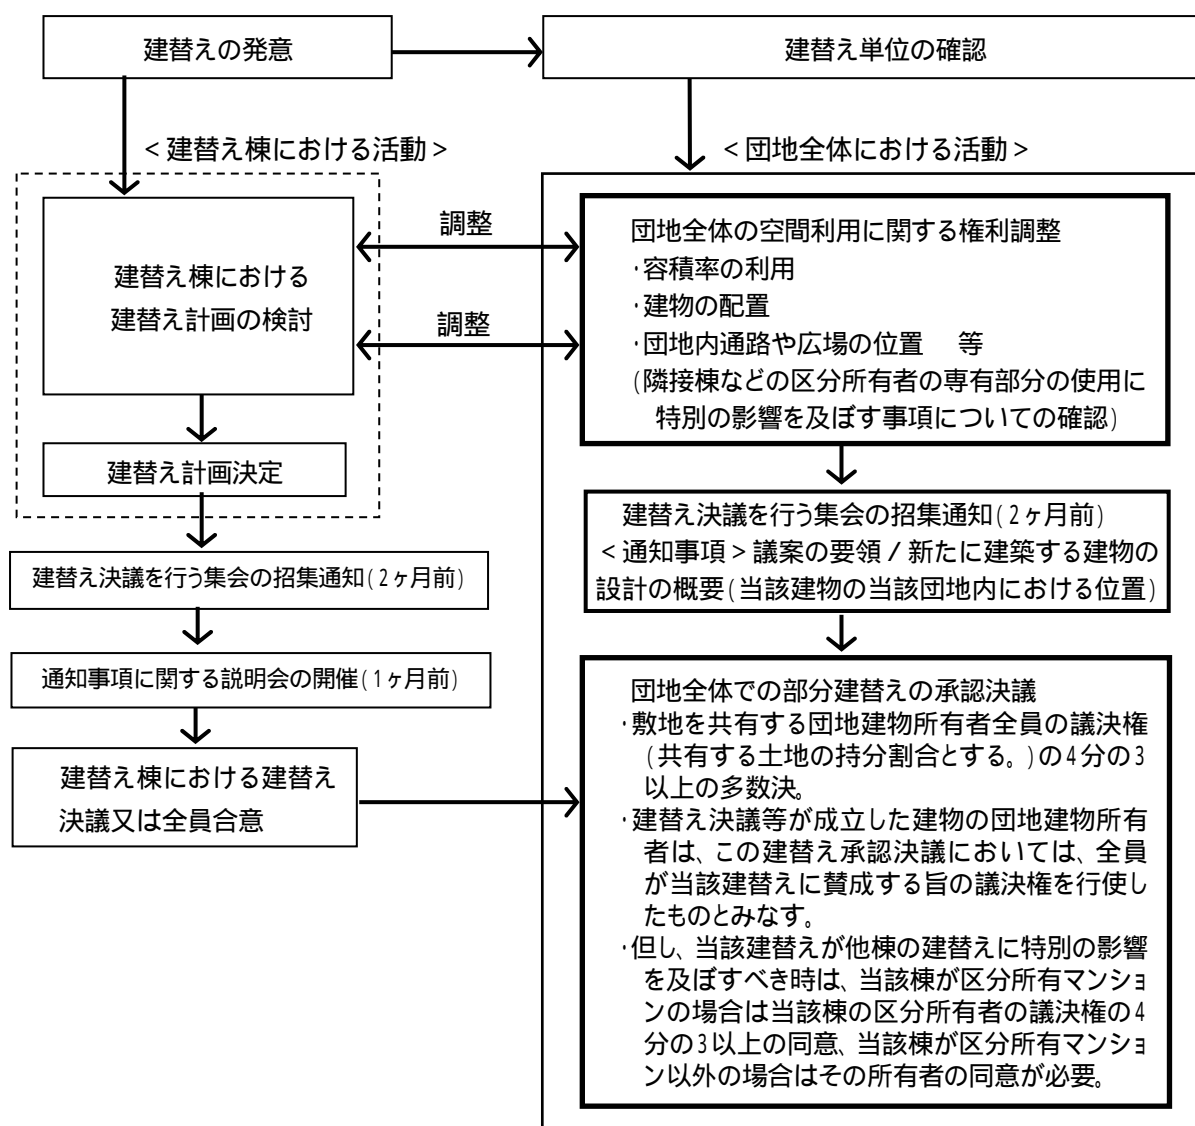 建替えの発意
建替え単位の確認
<建替え棟における活動>
<団地全体における活動>
建替え棟における
建替え計画の検討
調整
調整
建替え計画決定
建替え決議を行う集会の招集通知(2ヶ月前)
通知事項に関する説明会の開催(1ヶ月前)
建替え棟における建替え
決議又は全員合意
団地全体の空間利用に関する権利調整
・容積率の利用
・建物の配置
・団地内通路や広場の位置 等
(隣接棟などの区分所有者の専有部分の使用に
特別の影響を及ぼす事項についての確認)
建替え決議を行う集会の招集通知(2ヶ月前)
<通知事項>議案の要領/新たに建築する建物の
設計の概要(当該建物の当該団地内における位置)
団地全体での部分建替えの承認決議
・敷地を共有する団地建物所有者全員の議決権
(共有する土地の持分割合とする。)の4分の3
以上の多数決。
・建替え決議等が成立した建物の団地建物所有
者は、この建替え承認決議においては、全員
が当該建替えに賛成する旨の議決権を行使し
たものとみなす。
・但し、当該建替えが他棟の建替えに特別の影響
を及ぼすべき時は、当該棟が区分所有マンショ
ンの場合は当該棟の区分所有者の議決権の4
分の3以上の同意、当該棟が区分所有マンショ
ン以外の場合はその所有者の同意が必要。